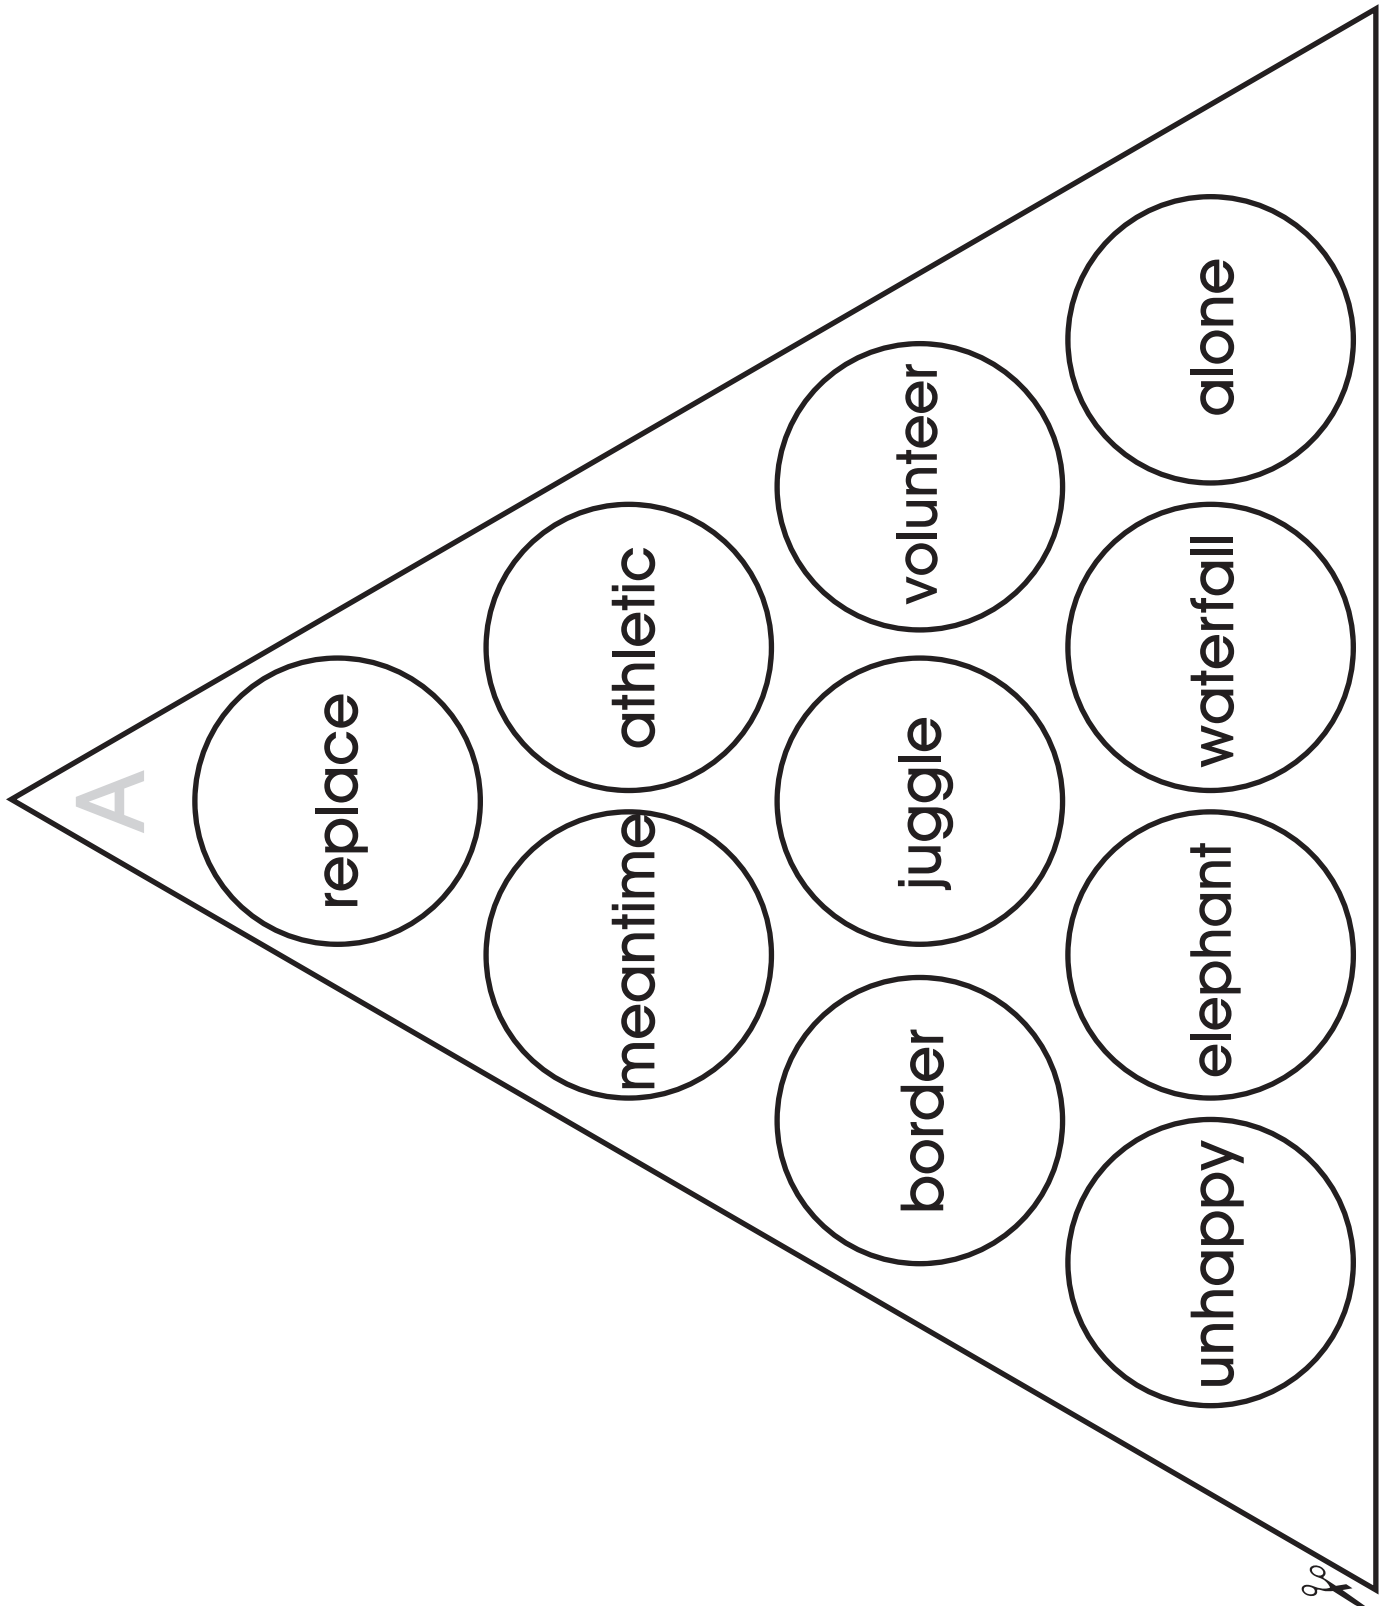 A
replace
meantime athletic
border juggle volunteer
unhappy elephant waterfall alone